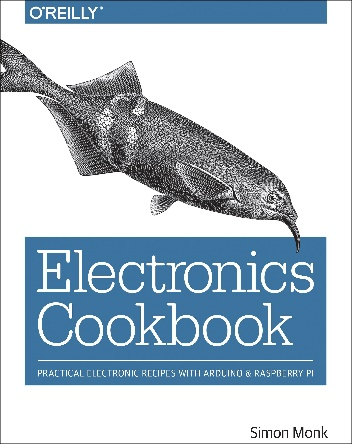 O'REILLY®
Electronics
Cookbook
PRACTICAL ELECTRONIC RECIPES WITH ARDUINO & RASPBERRY PI
Simon Monk